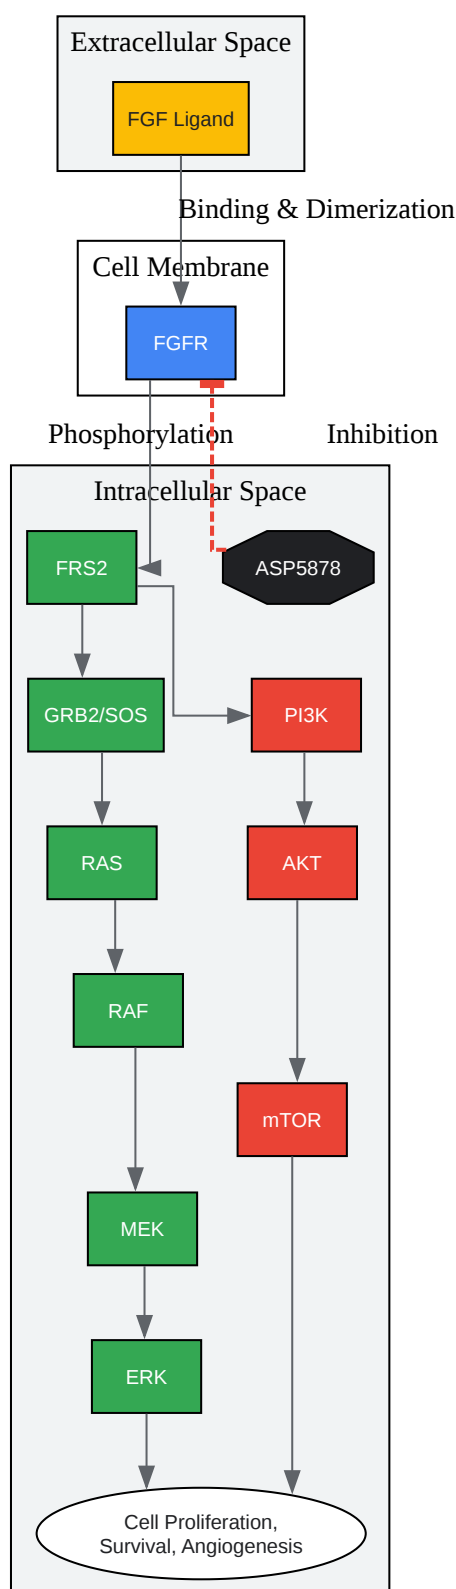 Extracellular Space
FGF Ligand
Binding & Dimerization
Cell Membrane
FGFR
Phosphorylation
Inhibition
Intracellular Space
FRS2
ASP5878
GRB2/SOS
PI3K
RAS
AKT
RAF
mTOR
MEK
ERK
Cell Proliferation,
Survival, Angiogenesis